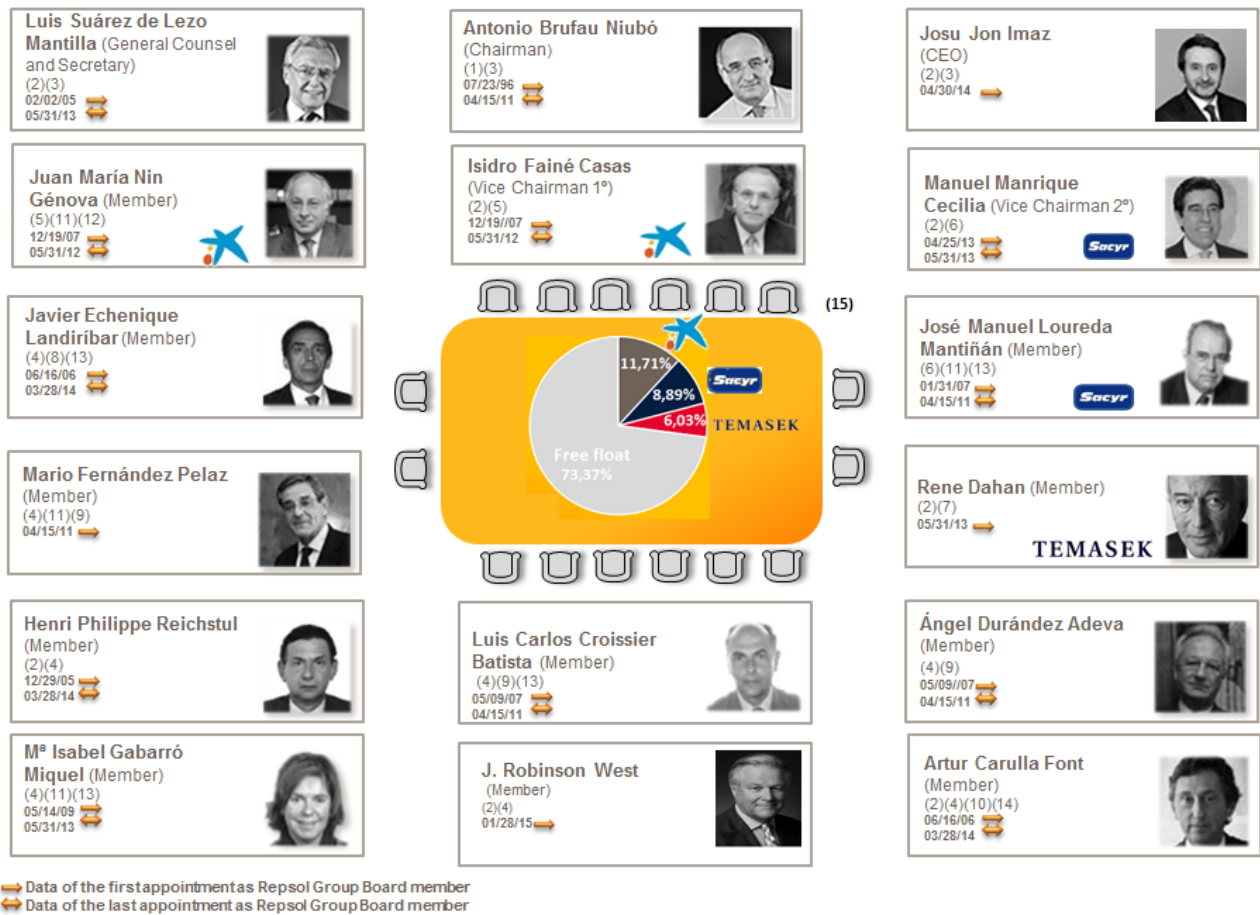 Luis Suárez de Lezo
Mantilla (General Counsel
and Secretary)
(2)(3)
02/02/05
05/31/13
Antonio Brufau Niubó
(Chairman)
(1)(3)
07/23/96
04/15/11
Josu Jon Imaz
(CEO)
(2)(3)
04/30/14
Juan María Nin
Génova (Member)
(5)(11)(12)
12/19/07
05/31/12
Isidro Fainé Casas
(Vice Chairman 1º)
(2)(5)
12/19//07
05/31/12
Manuel Manrique
Cecilia (Vice Chairman 2º)
(2)(6)
04/25/13
05/31/13
Sacyr
Javier Echenique
Landiríbar (Member)
(4)(8)(13)
06/16/06
03/28/14
(15)
11,71%
8,89%
6,03%
Free float
73,37%
Sacyr
TEMASEK
José Manuel Loureda
Mantiñán (Member)
(6)(11)(13)
01/31/07
04/15/11
Sacyr
Mario Fernández Pelaz
(Member)
(4)(11)(9)
04/15/11
Rene Dahan (Member)
(2)(7)
05/31/13
TEMASEK
Henri Philippe Reichstul
(Member)
(2)(4)
12/29/05
03/28/14
Luis Carlos Croissier
Batista (Member)
(4)(9)(13)
05/09/07
04/15/11
Ángel Durández Adeva
(Member)
(4)(9)
05/09//07
04/15/11
Mª Isabel Gabarró
Miquel (Member)
(4)(11)(13)
05/14/09
05/31/13
J. Robinson West
(Member)
(2)(4)
01/28/15
Artur Carulla Font
(Member)
(2)(4)(10)(14)
06/16/06
03/28/14
Data of the first appointment as Repsol Group Board member
Data of the last appointment as Repsol Group Board member